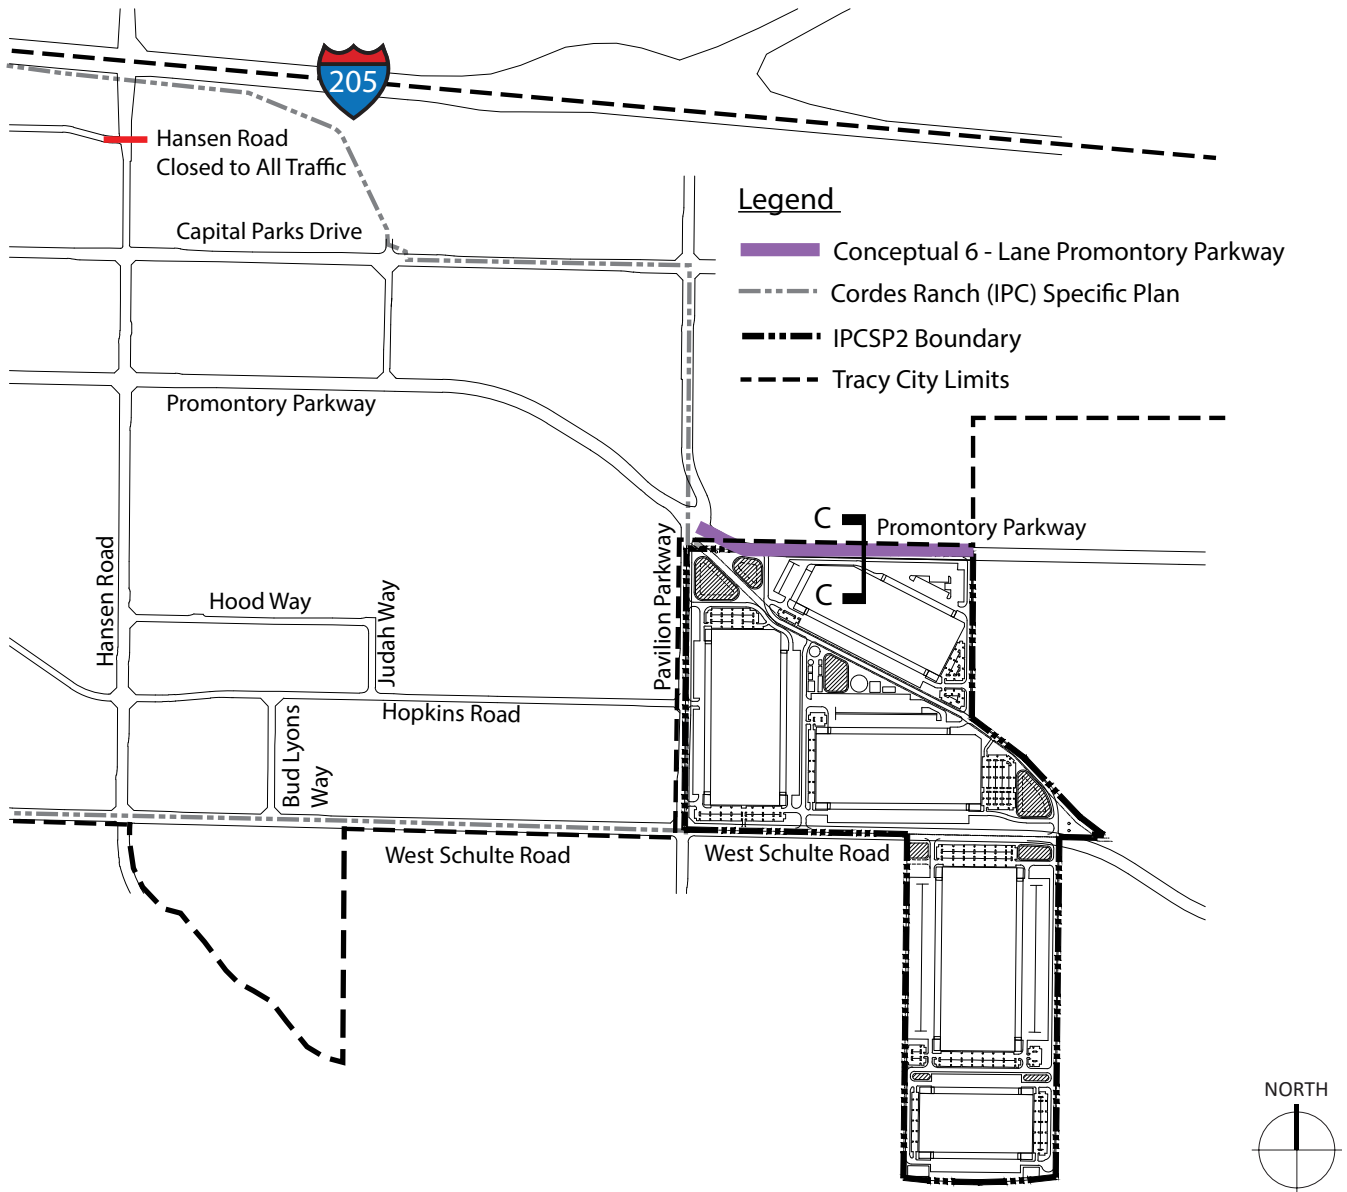 205
Hansen Road
Closed to All Traffic
Legend
Capital Parks Drive
Conceptual 6 - Lane Promontory Parkway
Cordes Ranch (IPC) Specific Plan
IPCSP2 Boundary
Tracy City Limits
Promontory Parkway
C
Promontory Parkway
C
Hansen Road
Hood Way
Judah Way
Pavilion Parkway
Hopkins Road
Bud Lyons
Way
West Schulte Road
West Schulte Road
NORTH